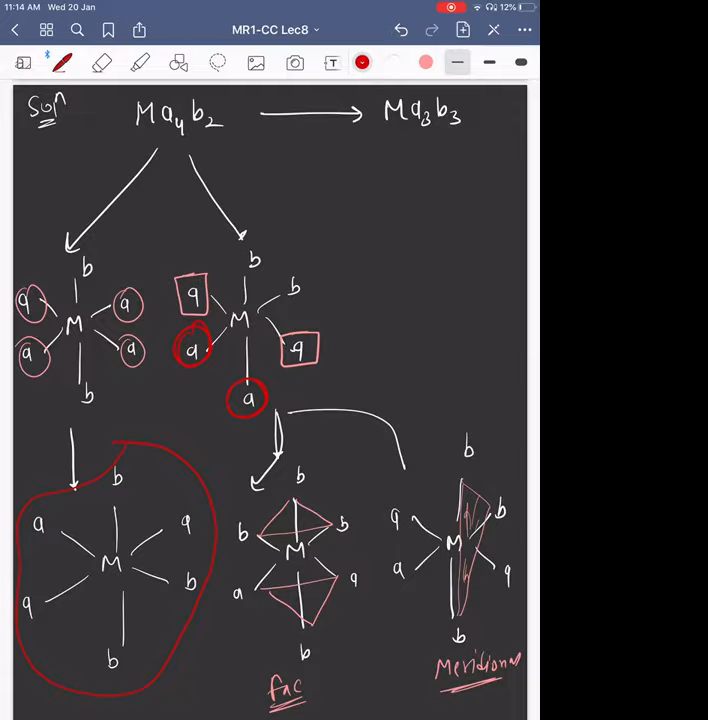 11:14 AM Wed 20 Jan
12%
MR1-CC Lec8
T
Sol^n
Ma₄b₂ → Ma₃b₃
b b
a a a b
M M
a a a a
b a
b b b
a a b b a b
M M M
a b a a a a
b b b
fac Meridional